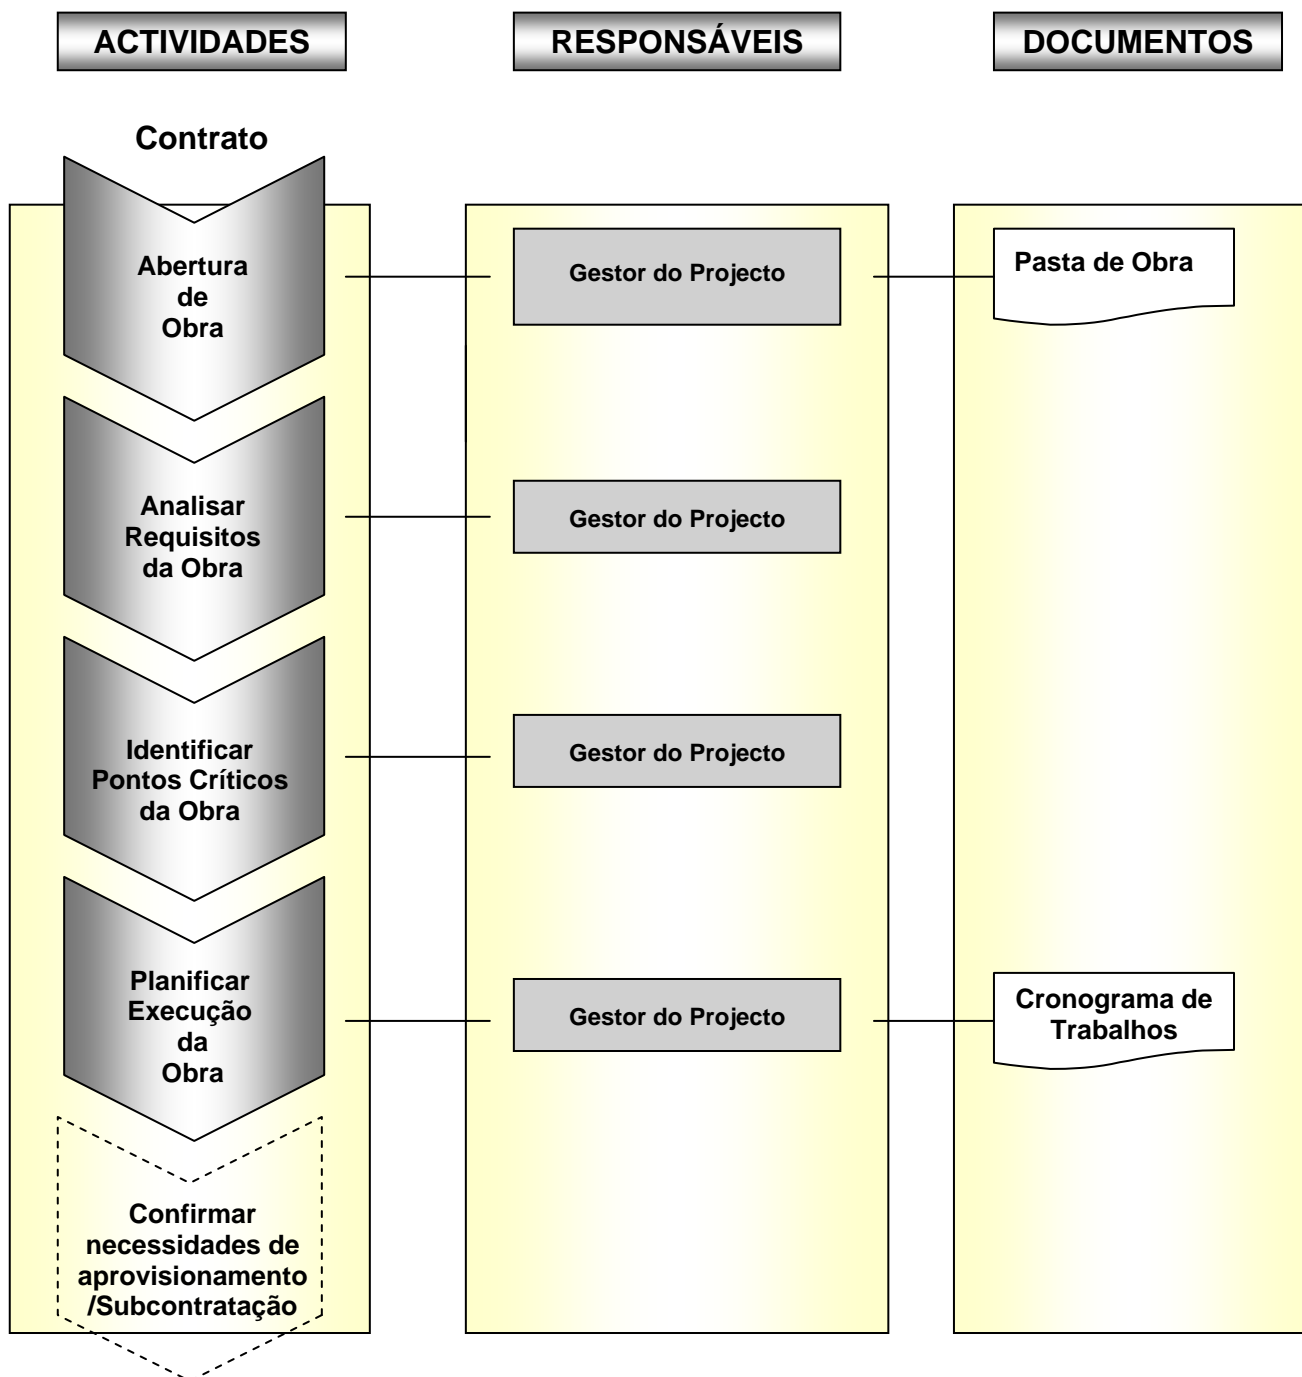 ACTIVIDADES
RESPONSÁVEIS
DOCUMENTOS
Contrato
Abertura
de
Obra
Gestor do Projecto
Pasta de Obra
Analisar
Requisitos
da Obra
Gestor do Projecto
Identificar
Pontos Críticos
da Obra
Gestor do Projecto
Planificar
Execução
da
Obra
Gestor do Projecto
Cronograma de
Trabalhos
Confirmar
necessidades de
aprovisionamento
/Subcontratação